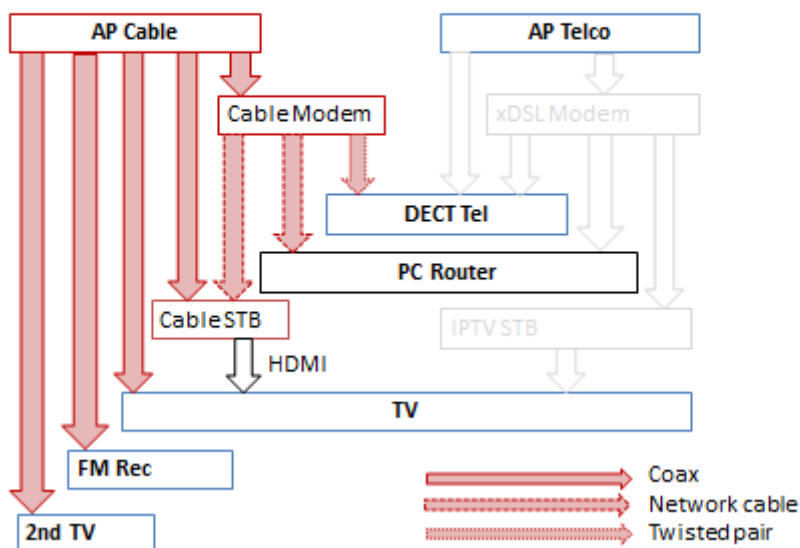 AP Cable
AP Telco
Cable Modem
xDSL Modem
DECT Tel
PC Router
Cable STB
IPTV STB
HDMI
TV
FM Rec
Coax
Network cable
2nd TV
Twisted pair